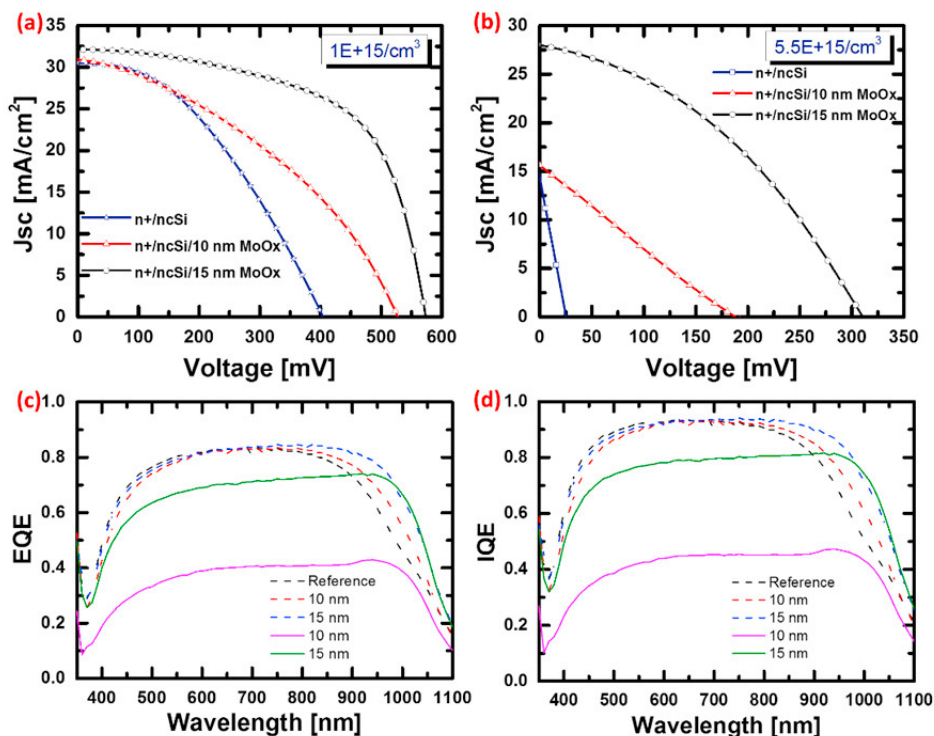 (a)
35
30
25
20
15
10
5
0
Jsc [mA/cm²]
1E+15/cm³
n+/ncSi
n+/ncSi/10 nm MoOx
n+/ncSi/15 nm MoOx
0 100 200 300 400 500 600
Voltage [mV]
(b)
30
25
20
15
10
5
0
Jsc [mA/cm²]
5.5E+15/cm³
n+/ncSi
n+/ncSi/10 nm MoOx
n+/ncSi/15 nm MoOx
0 50 100 150 200 250 300 350
Voltage [mV]
(c)
1.0
0.8
0.6
0.4
0.2
0.0
EQE
Reference
10 nm
15 nm
10 nm
15 nm
400 500 600 700 800 900 1000 1100
Wavelength [nm]
(d)
1.0
0.8
0.6
0.4
0.2
0.0
IQE
Reference
10 nm
15 nm
10 nm
15 nm
400 500 600 700 800 900 1000 1100
Wavelength [nm]